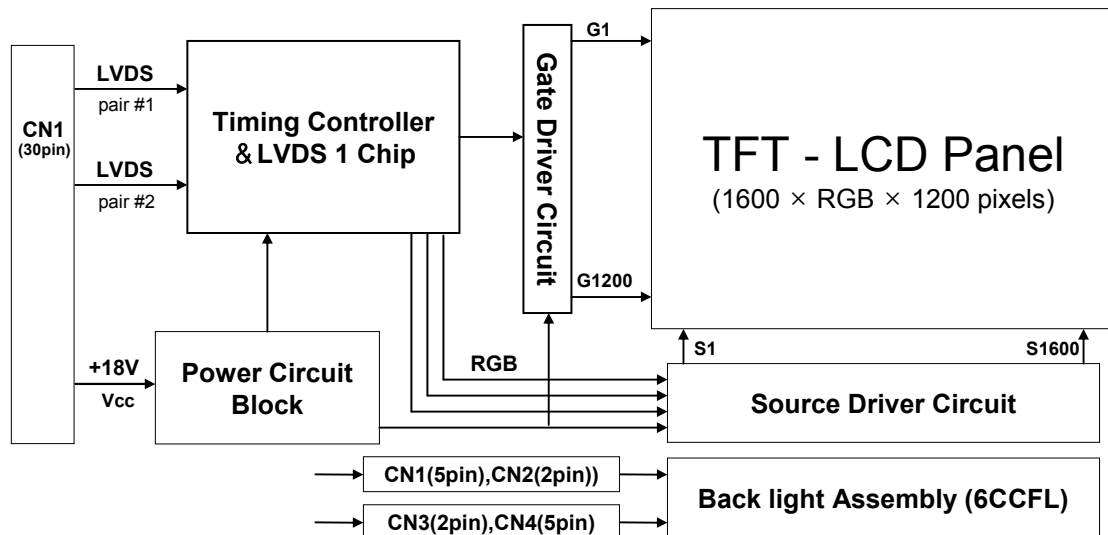 CN1
(30pin)
LVDS
pair #1
LVDS
pair #2
+18V
Vcc
Timing Controller
& LVDS 1 Chip
Power Circuit
Block
Gate Driver Circuit
G1
G1200
TFT - LCD Panel
(1600 × RGB × 1200 pixels)
S1
S1600
RGB
Source Driver Circuit
CN1(5pin),CN2(2pin))
CN3(2pin),CN4(5pin)
Back light Assembly (6CCFL)